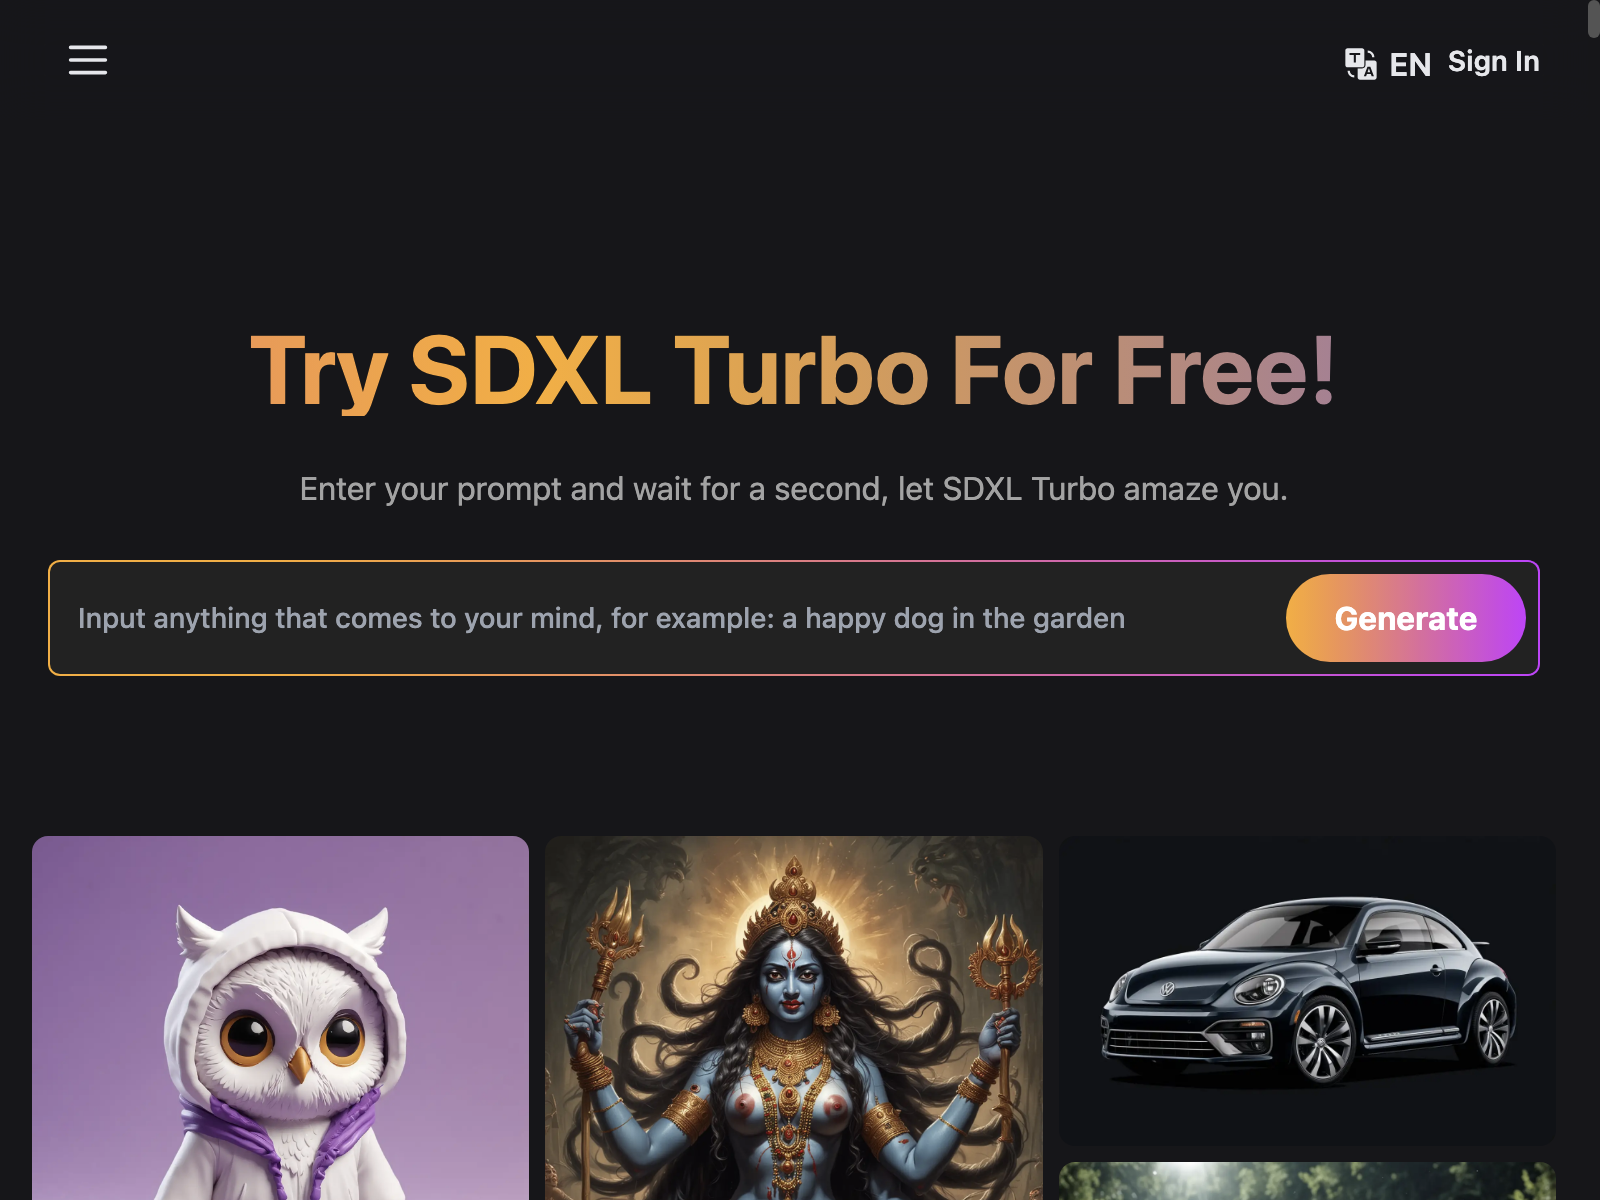 EN Sign In
Try SDXL Turbo For Free!
Enter your prompt and wait for a second, let SDXL Turbo amaze you.
Input anything that comes to your mind, for example: a happy dog in the garden
Generate